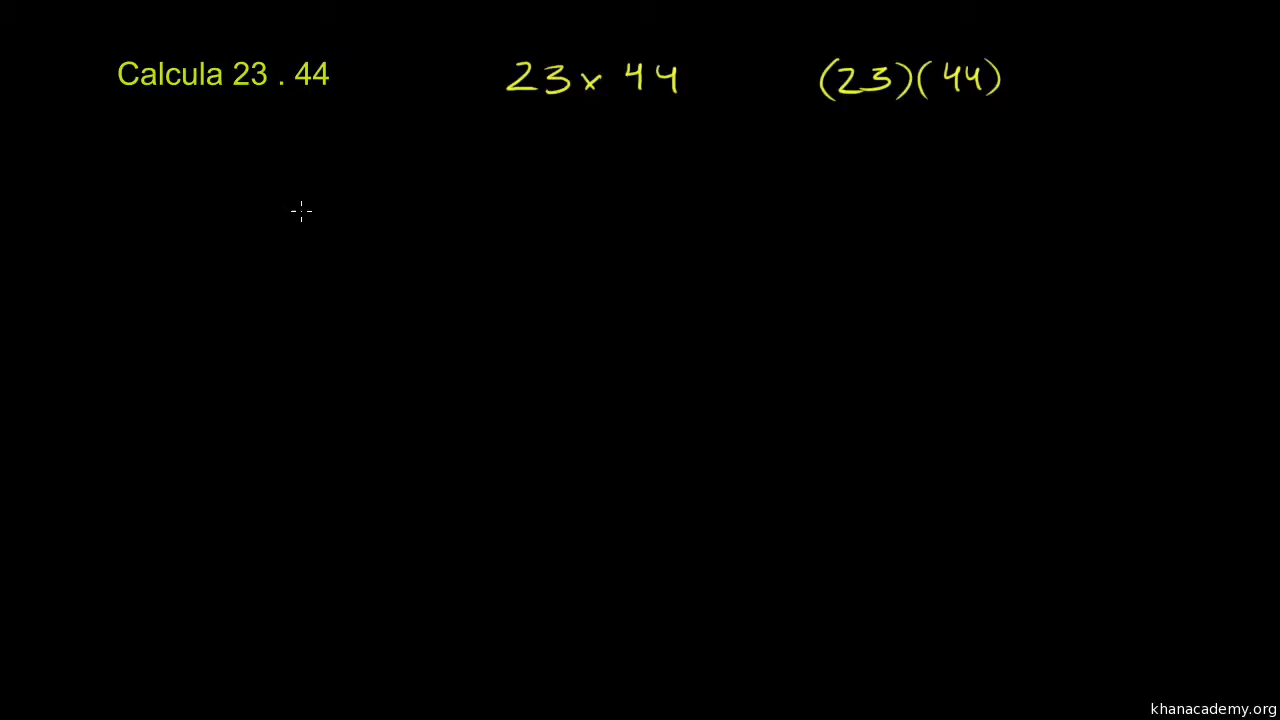 Calcula 23 . 44 23 x 44 (23)(44)
khanacademy.org